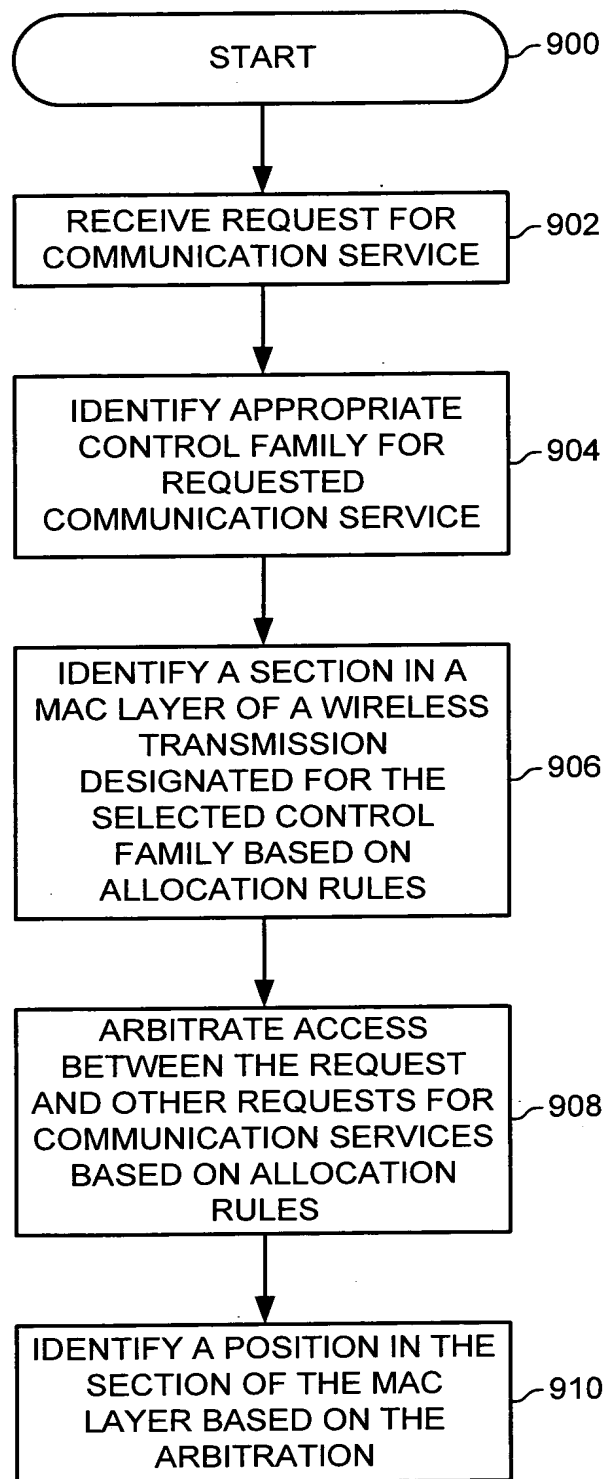 START
900
RECEIVE REQUEST FOR
COMMUNICATION SERVICE
902
IDENTIFY APPROPRIATE
CONTROL FAMILY FOR
REQUESTED
COMMUNICATION SERVICE
904
IDENTIFY A SECTION IN A
MAC LAYER OF A WIRELESS
TRANSMISSION
DESIGNATED FOR THE
SELECTED CONTROL
FAMILY BASED ON
ALLOCATION RULES
906
ARBITRATE ACCESS
BETWEEN THE REQUEST
AND OTHER REQUESTS FOR
COMMUNICATION SERVICES
BASED ON ALLOCATION
RULES
908
IDENTIFY A POSITION IN THE
SECTION OF THE MAC
LAYER BASED ON THE
ARBITRATION
910